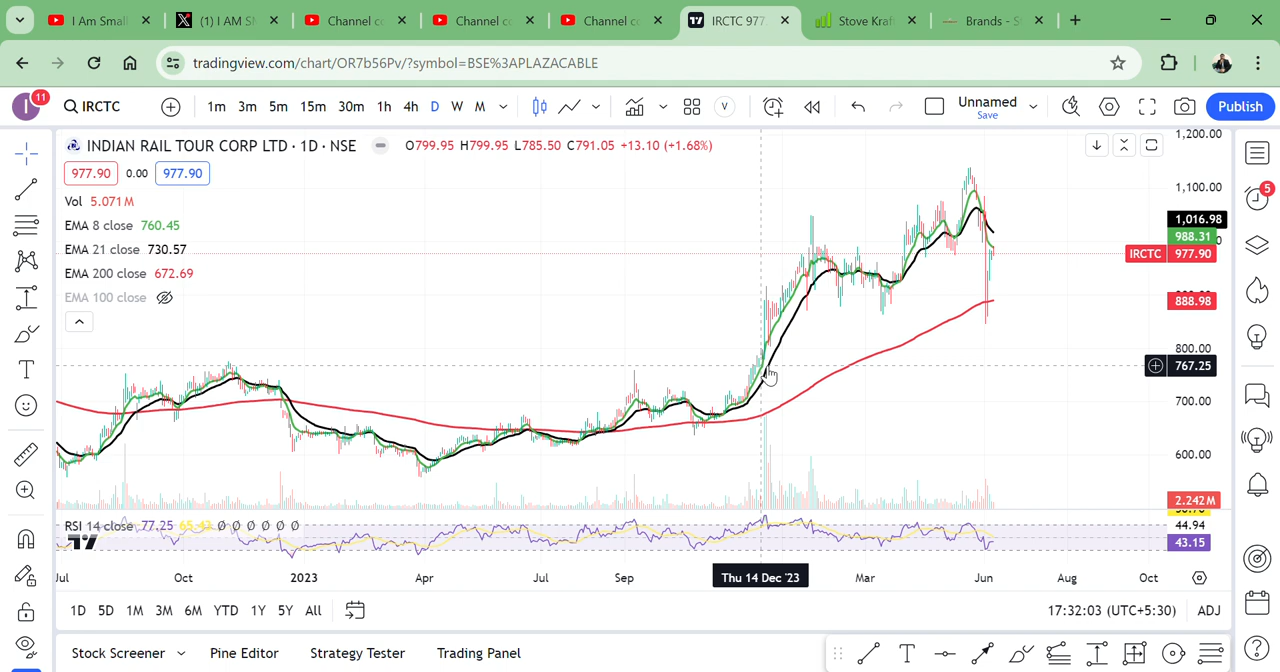 I Am Small
(1) I AM S
Channel c
Channel c
Channel c
IRCTC 977.
Stove Kraf
Brands - S
tradingview.com/chart/OR7b56Pv/?symbol=BSE%3APLAZACABLE
11
IRCTC
1m 3m 5m 15m 30m 1h 4h D W M
V
Unnamed
Save
Publish
INDIAN RAIL TOUR CORP LTD · 1D · NSE
O799.95 H799.95 L785.50 C791.05 +13.10 (+1.68%)
977.90 0.00 977.90
Vol 5.071M
EMA 8 close 760.45
EMA 21 close 730.57
EMA 200 close 672.69
EMA 100 close
1,200.00
1,100.00
1,016.98
988.31
IRCTC 977.90
888.98
800.00
767.25
700.00
600.00
2.242M
RSI 14 close 77.25 65.43 Ø Ø Ø Ø Ø Ø
44.94
43.15
Jul Oct 2023 Apr Jul Sep Thu 14 Dec '23 Mar Jun Aug Oct
1D 5D 1M 3M 6M YTD 1Y 5Y All
17:32:03 (UTC+5:30) ADJ
Stock Screener Pine Editor Strategy Tester Trading Panel
5